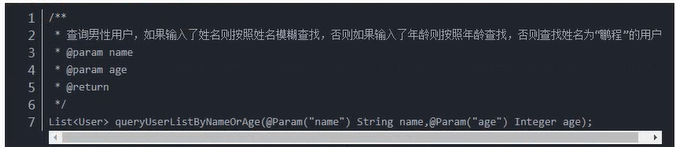 1 /**
2 * 查询男性用户，如果输入了姓名则按照姓名模糊查找，否则如果输入了年龄则按照年龄查找，否则查找姓名为“鹏程”的用户
3 * @param name
4 * @param age
5 * @return
6 */
7 List<User> queryUserListByNameOrAge(@Param("name") String name,@Param("age") Integer age);